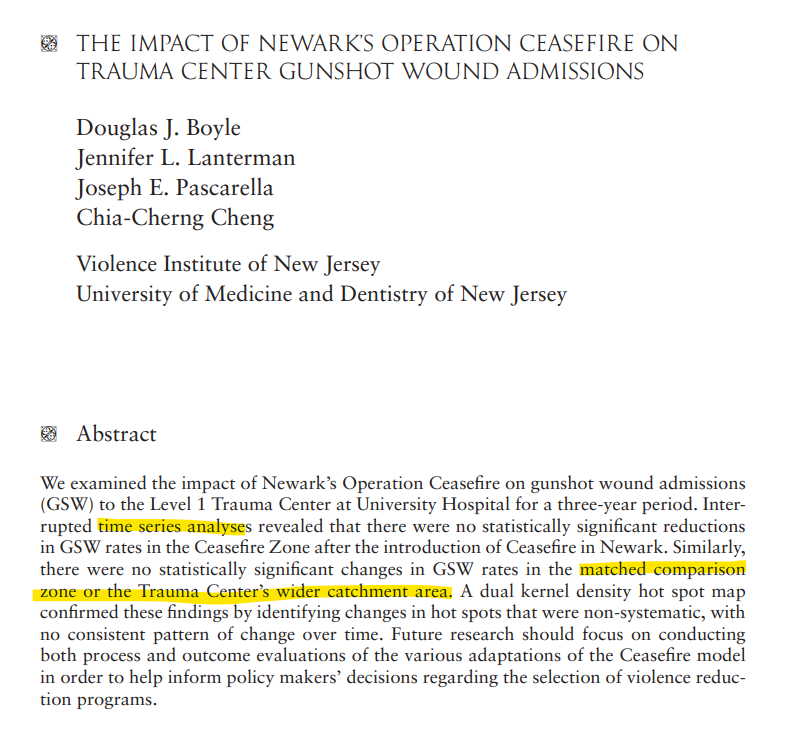 THE IMPACT OF NEWARK'S OPERATION CEASEFIRE ON
TRAUMA CENTER GUNSHOT WOUND ADMISSIONS
Douglas J. Boyle
Jennifer L. Lanterman
Joseph E. Pascarella
Chia-Cherng Cheng
Violence Institute of New Jersey
University of Medicine and Dentistry of New Jersey
Abstract
We examined the impact of Newark's Operation Ceasefire on gunshot wound admissions
(GSW) to the Level 1 Trauma Center at University Hospital for a three-year period. Inter-
rupted time series analyses revealed that there were no statistically significant reductions
in GSW rates in the Ceasefire Zone after the introduction of Ceasefire in Newark. Similarly,
there were no statistically significant changes in GSW rates in the matched comparison
zone or the Trauma Center's wider catchment area. A dual kernel density hot spot map
confirmed these findings by identifying changes in hot spots that were non-systematic, with
no consistent pattern of change over time. Future research should focus on conducting
both process and outcome evaluations of the various adaptations of the Ceasefire model
in order to help inform policy makers' decisions regarding the selection of violence reduc-
tion programs.